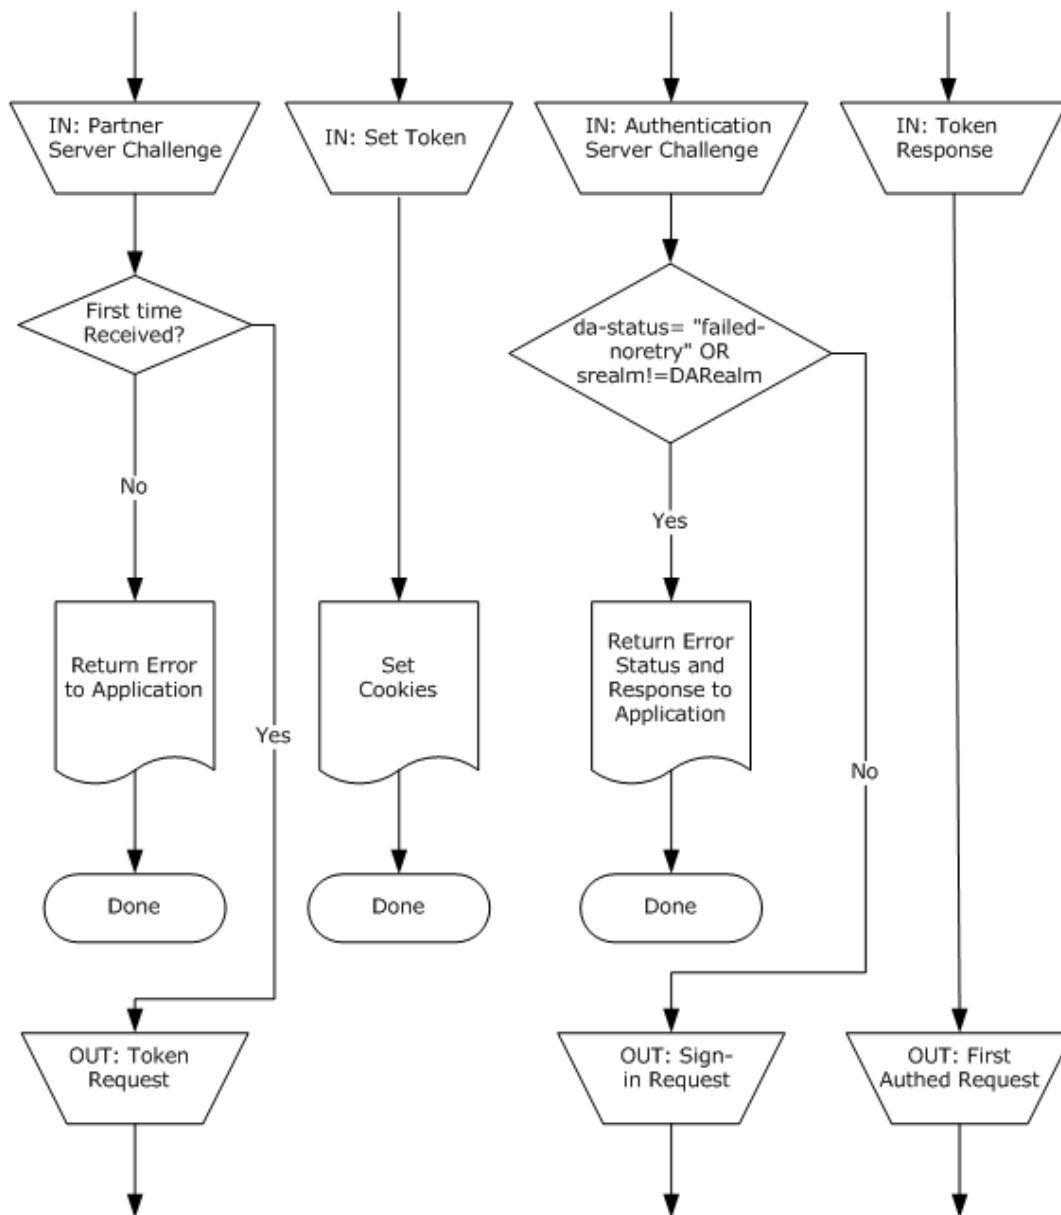 IN: Partner
Server Challenge
IN: Set Token
IN: Authentication
Server Challenge
IN: Token
Response
First time
Received?
da-status= "failed-
noretry" OR
srealm!=DARealm
No
Yes
Return Error
to Application
Set
Cookies
Return Error
Status and
Response to
Application
Yes
No
Done
Done
Done
OUT: Token
Request
OUT: Sign-
in Request
OUT: First
Authed Request